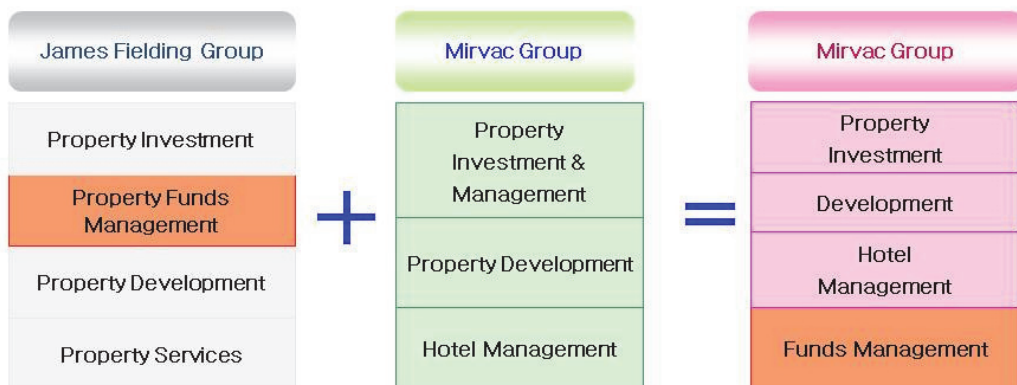 James Fielding Group
Property Investment
Property Funds
Management
Property Development
Property Services
+
Mirvac Group
Property
Investment &
Management
Property Development
Hotel Management
=
Mirvac Group
Property
Investment
Development
Hotel
Management
Funds Management